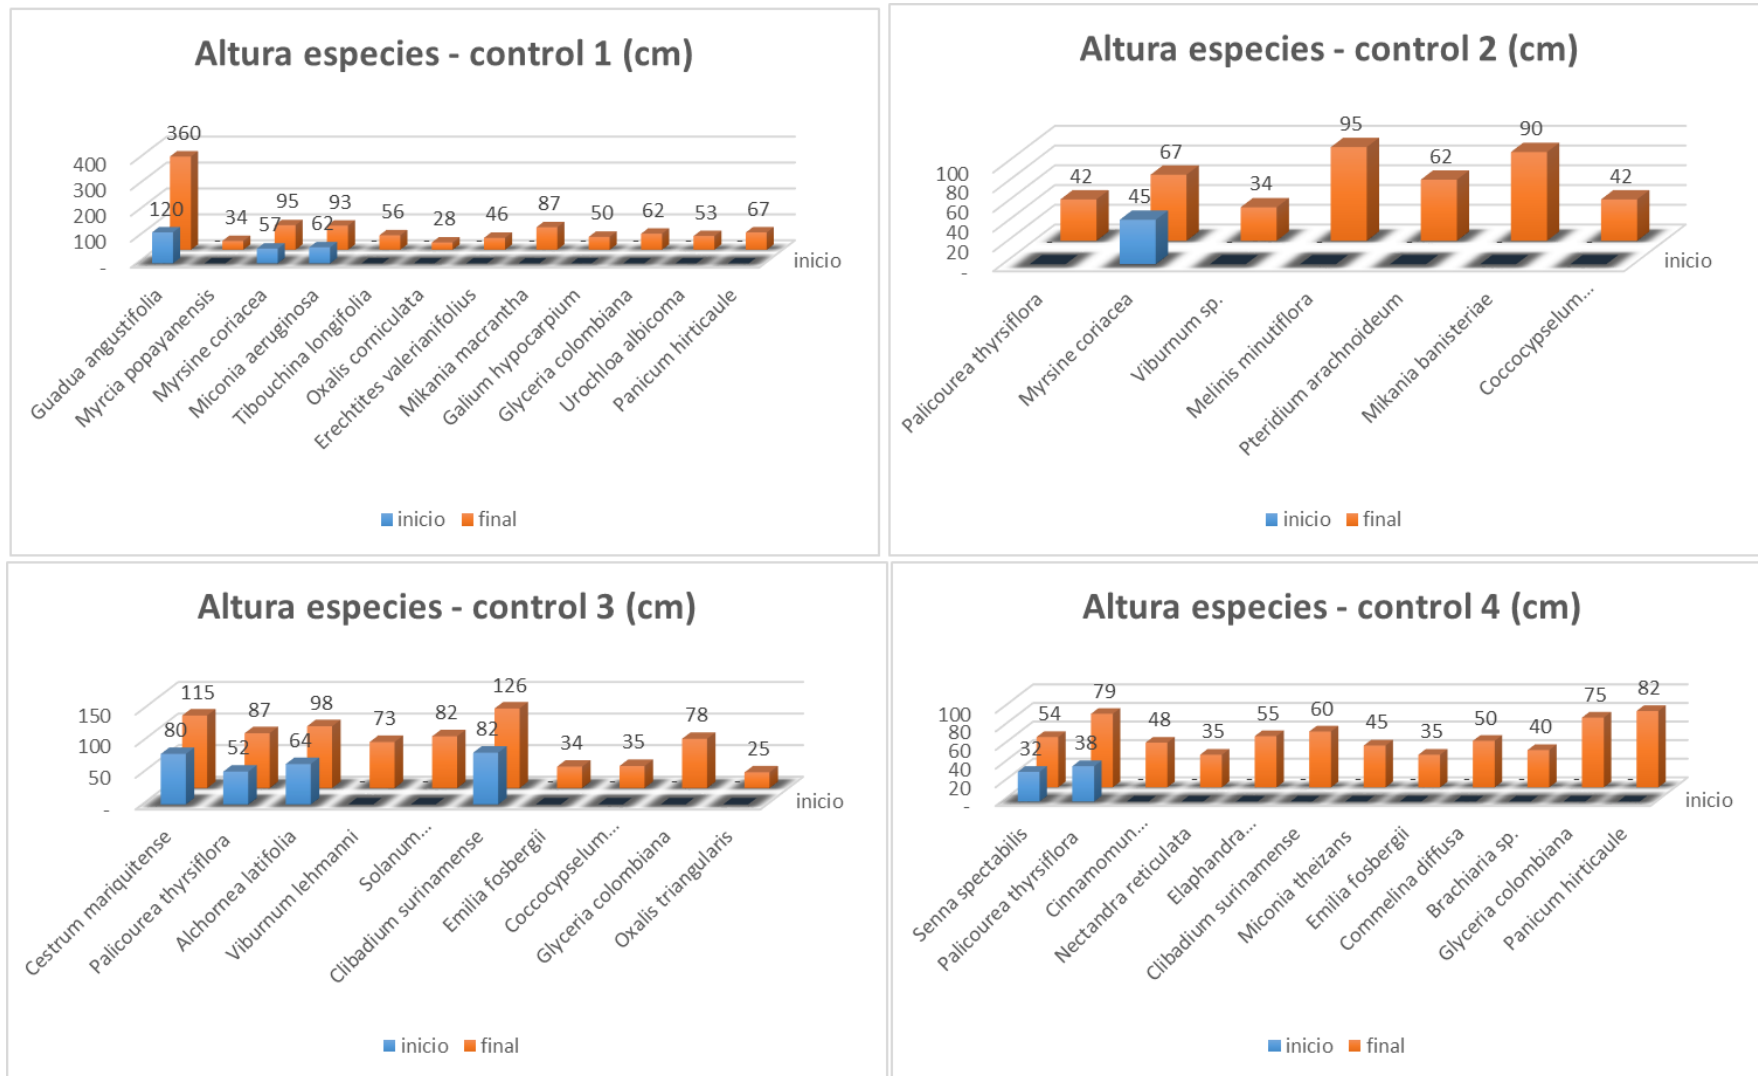 Altura especies - control 1 (cm)
360
120 34 57 95 62 93 56 28 46 87 50 62 53 67
400
300
200
100
-
- - - - - - - - -
inicio
Guadua angustifolia
Myrcia popayanensis
Myrsine coriacea
Miconia aeruginosa
Tibouchina longifolia
Oxalis corniculata
Erechtites valerianifolius
Mikania macrantha
Galium hypocarpium
Glyceria colombiana
Urochloa albicoma
Panicum hirticaule
inicio final
Altura especies - control 2 (cm)
42 45 67 34 95 62 90 42
100
80
60
40
20
-
- - - - - -
inicio
Palicourea thyrsiflora
Myrsine coriacea
Viburnum sp.
Melinis minutiflora
Pteridium arachnoideum
Mikania banisteriae
Coccocypselum...
inicio final
Altura especies - control 3 (cm)
80 115 52 87 64 98 73 82 82 126 34 35 78 25
150
100
50
-
- - - - - -
inicio
Cestrum mariquitense
Palicourea thyrsiflora
Alchornea latifolia
Viburnum lehmanni
Solanum...
Clibadium surinamense
Emilia fosbergii
Coccocypselum...
Glyceria colombiana
Oxalis triangularis
inicio final
Altura especies - control 4 (cm)
32 54 38 79 48 35 55 60 45 35 50 40 75 82
100
80
60
40
20
-
- - - - - - - - - -
inicio
Senna spectabilis
Palicourea thyrsiflora
Cinnamomun...
Nectandra reticulata
Elaphandra...
Clibadium surinamense
Miconia theizans
Emilia fosbergii
Commelina diffusa
Brachiaria sp.
Glyceria colombiana
Panicum hirticaule
inicio final